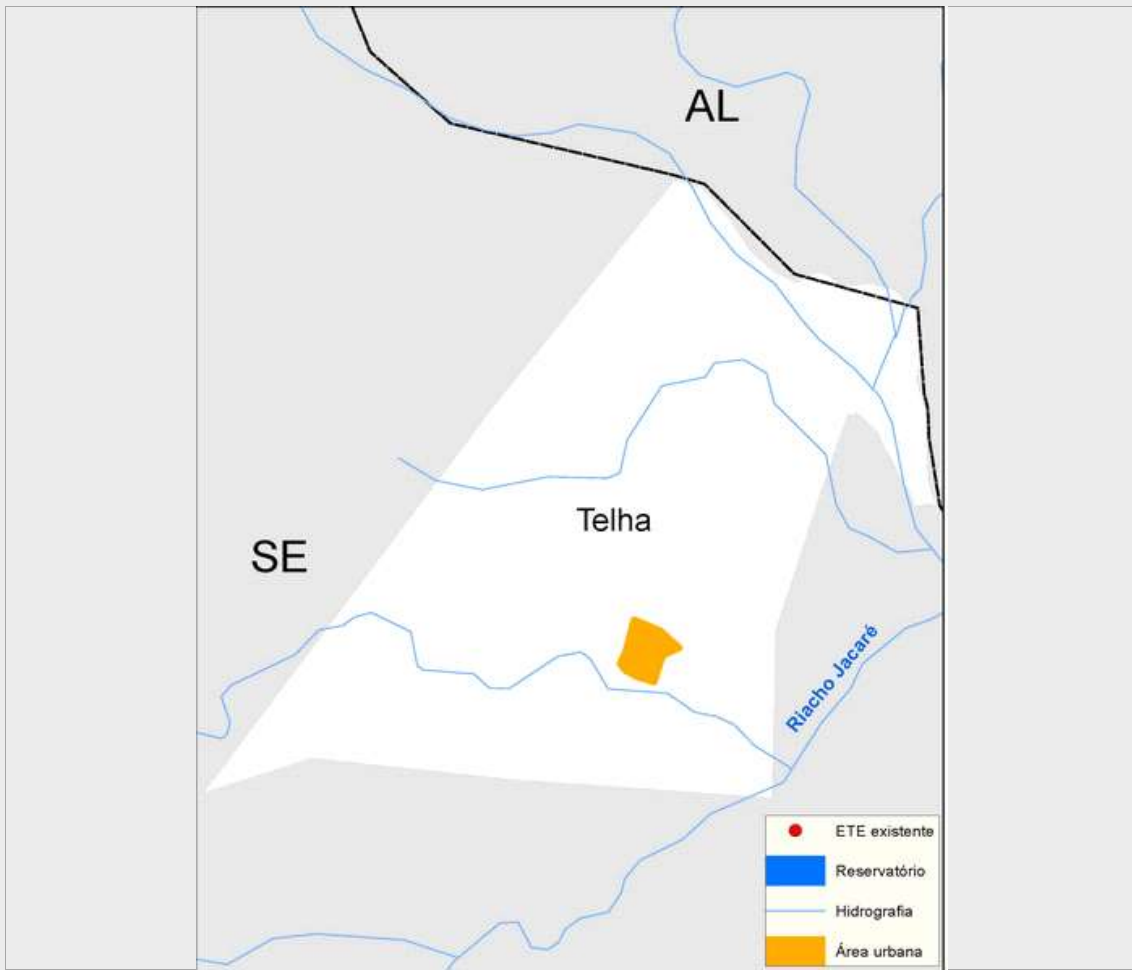 AL
Telha
SE
Riacho Jacaré
ETE existente
Reservatório
Hidrografia
Área urbana